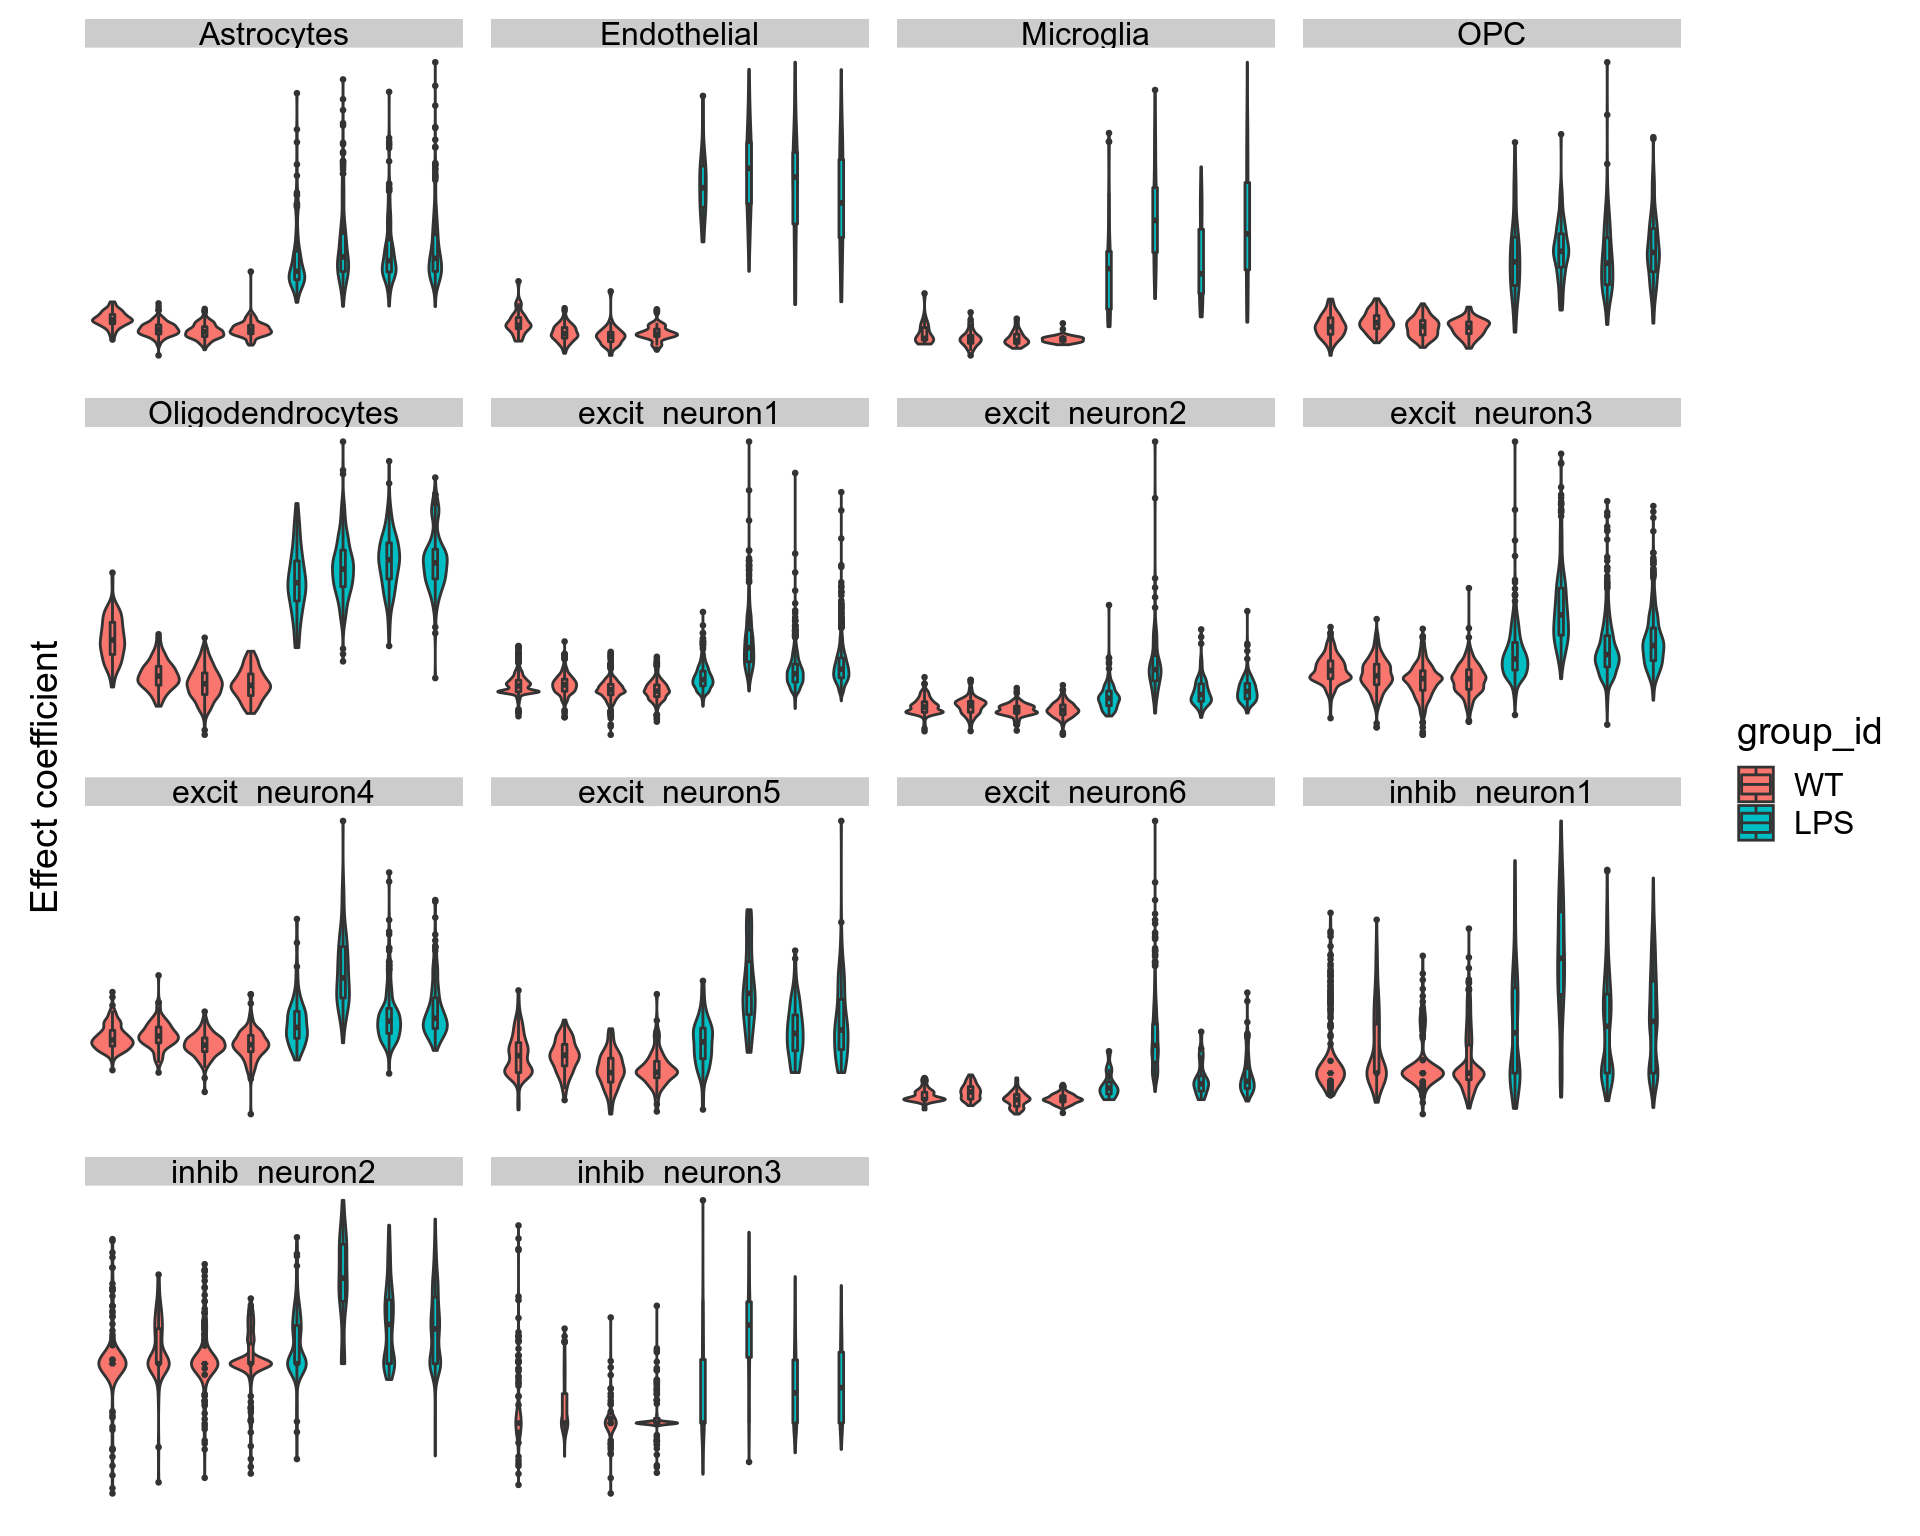 Astrocytes
Endothelial
Microglia
OPC
Oligodendrocytes
excit_neuron1
excit_neuron2
excit_neuron3
excit_neuron4
excit_neuron5
excit_neuron6
inhib_neuron1
inhib_neuron2
inhib_neuron3
Effect coefficient
group_id
WT
LPS